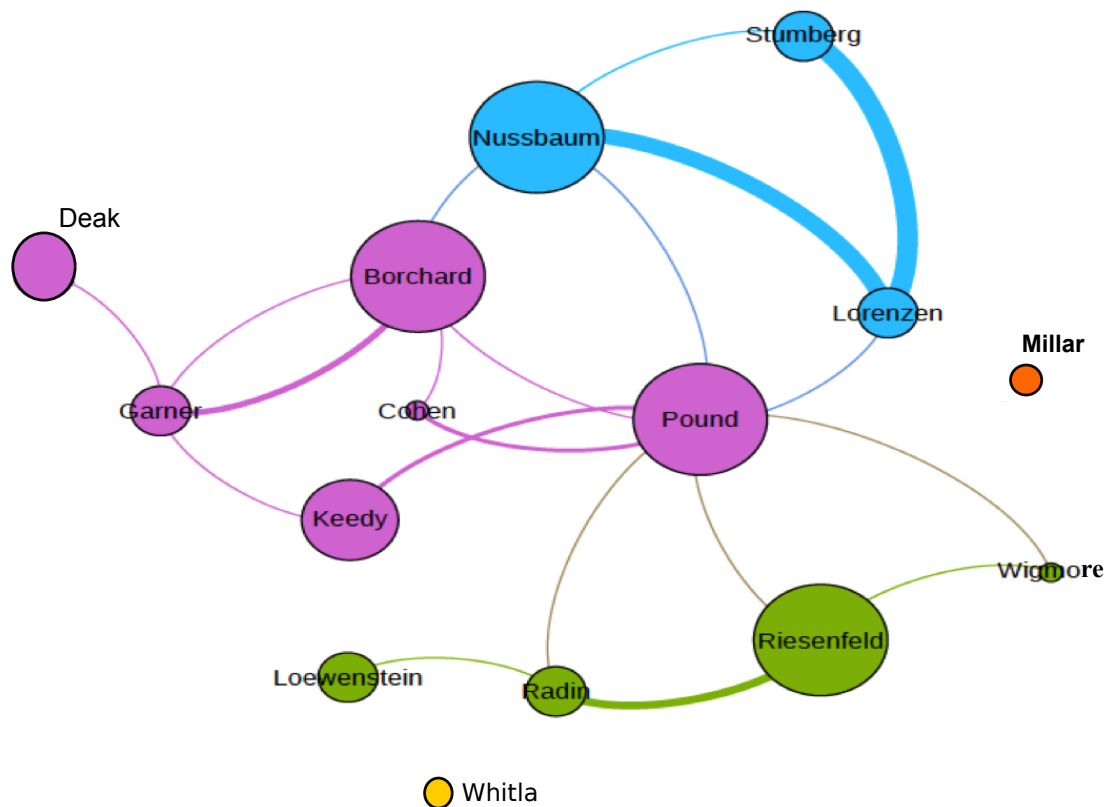 Stumberg
Nussbaum
Deak
Borchard
Lorenzen
Millar
Garner
Cohen
Pound
Keedy
Wigmore
Riesenfeld
Loewenstein
Radin
Whitla